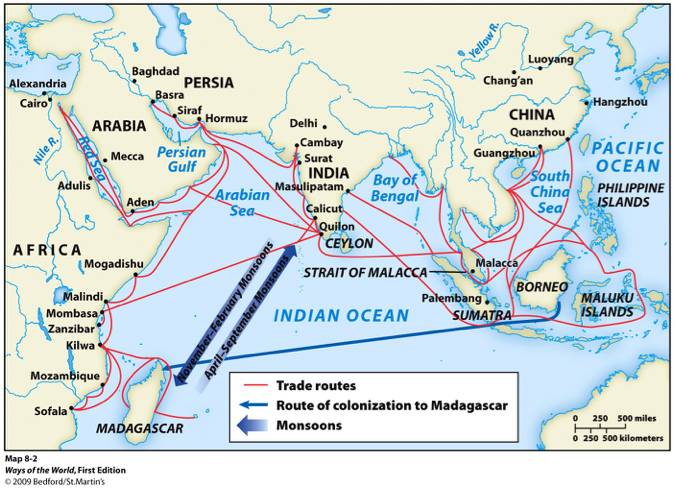 Yellow R.
Luoyang
Chang'an
Baghdad
PERSIA
Alexandria
Basra
Cairo
Siraf
Hormuz
Hangzhou
CHINA
ARABIA
Delhi
Quanzhou
Nile R.
Red Sea
Persian
Gulf
Cambay
Guangzhou
PACIFIC
OCEAN
Mecca
Surat
INDIA
Adulis
Masulipatam
Bay of
Bengal
South
China
Sea
PHILIPPINE
ISLANDS
Arabian
Sea
Aden
Calicut
Quilon
CEYLON
AFRICA
Mogadishu
STRAIT OF MALACCA
Malacca
November-February Monsoons
April-September Monsoons
BORNEO
Malindi
Palembang
MALUKU
ISLANDS
Mombasa
SUMATRA
Zanzibar
INDIAN OCEAN
Kilwa
Mozambique
Sofala
MADAGASCAR
Trade routes
Route of colonization to Madagascar
Monsoons
0 250 500 miles
0 250 500 kilometers
Map 8-2
Ways of the World, First Edition
© 2009 Bedford/St.Martin's